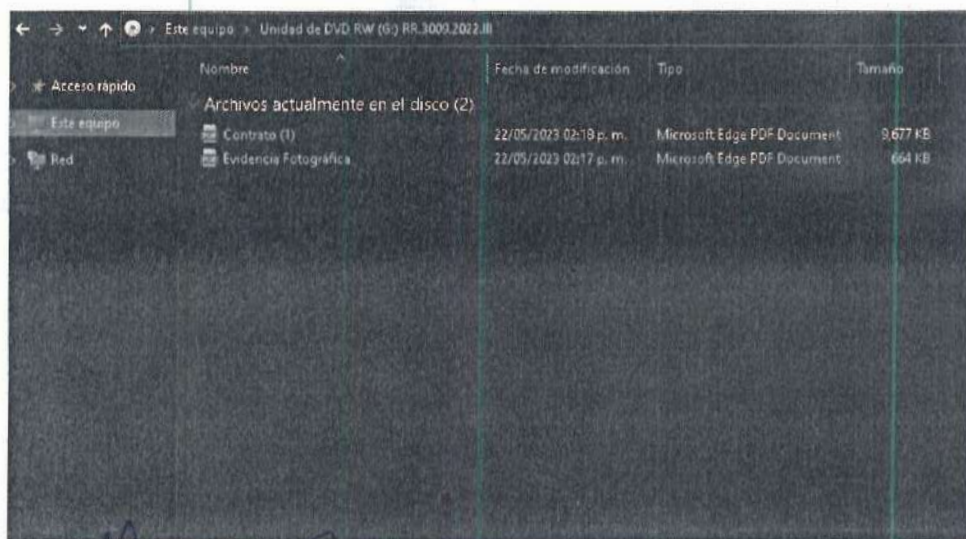 Este equipo > Unidad de DVD RW (G:) RR.3009.2022.III
Nombre Fecha de modificación Tipo Tamaño
Acceso rápido
Archivos actualmente en el disco (2)
Este equipo
Contrato (1) 22/05/2023 02:18 p. m. Microsoft Edge PDF Document 9,677 KB
Red
Evidencia Fotográfica 22/05/2023 02:17 p. m. Microsoft Edge PDF Document 664 KB